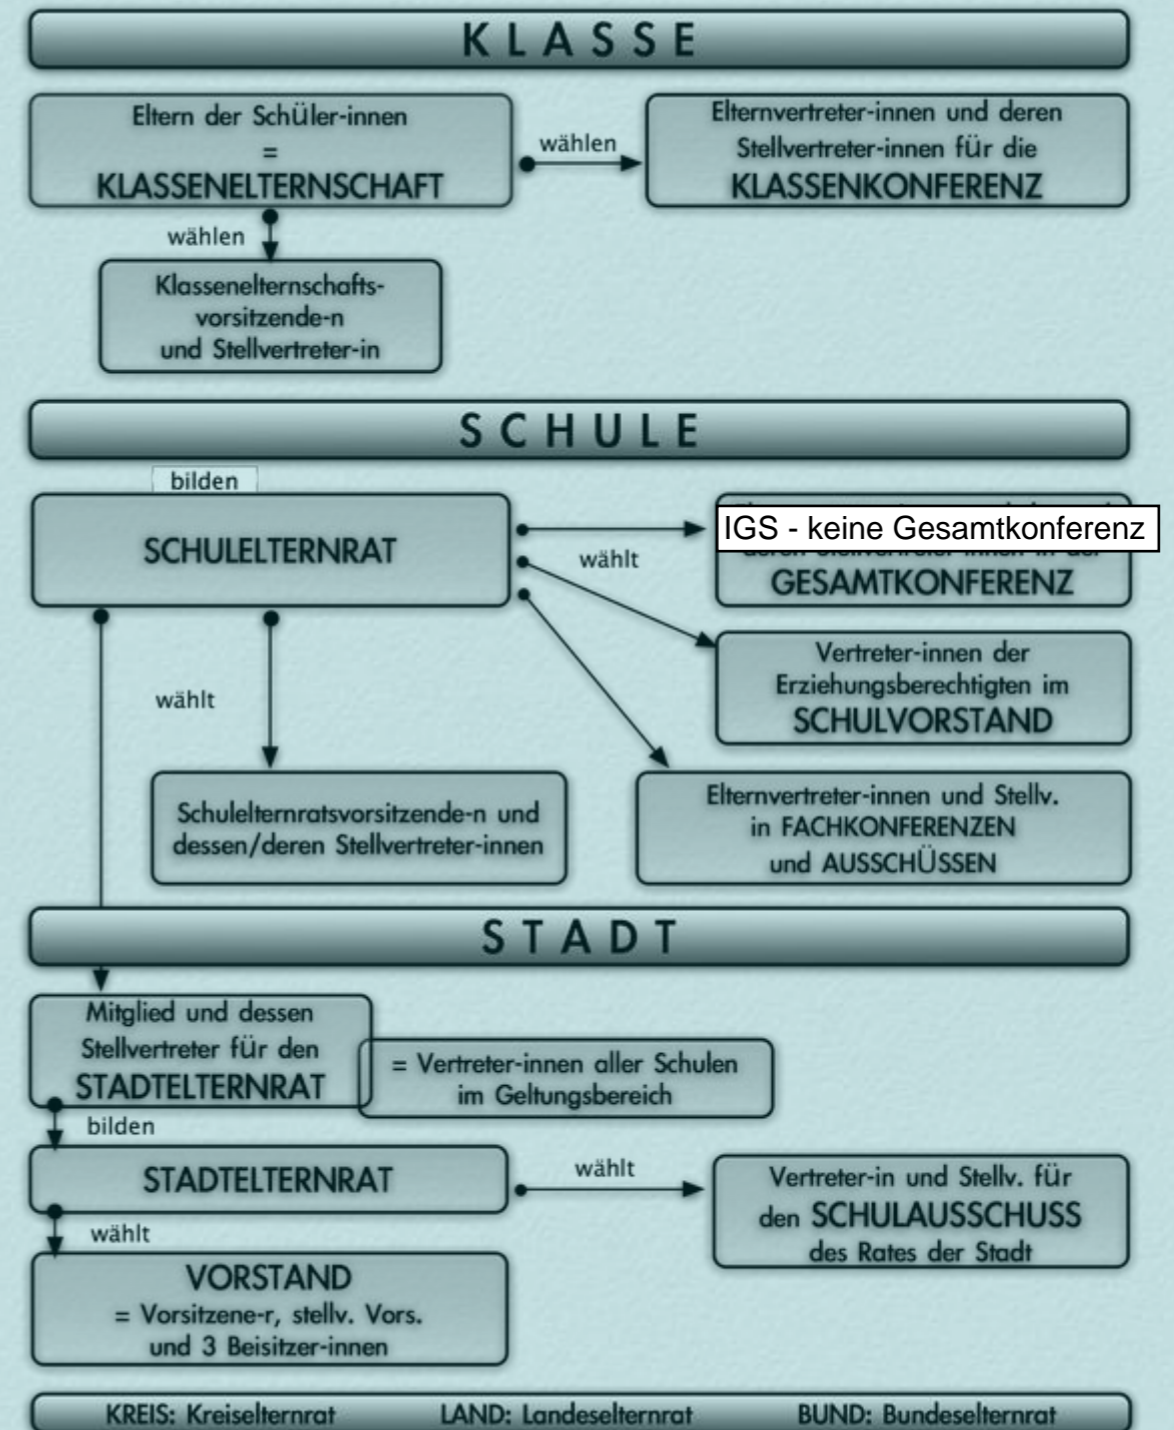 KLASSE
Eltern der Schüler-innen
=
KLASSENELTERNSCHAFT
wählen
Elternvertreter-innen und deren
Stellvertreter-innen für die
KLASSENKONFERENZ
wählen
Klassenelternschafts-
vorsitzende-n
und Stellvertreter-in
SCHULE
bilden
SCHULELTERNRAT
wählt
IGS - keine Gesamtkonferenz
GESAMTKONFERENZ
Vertreter-innen der
Erziehungsberechtigten im
SCHULVORSTAND
wählt
Schulelternratsvorsitzende-n und
dessen/deren Stellvertreter-innen
Elternvertreter-innen und Stellv.
in FACHKONFERENZEN
und AUSSCHÜSSEN
STADT
Mitglied und dessen
Stellvertreter für den
STADTELTERNRAT
= Vertreter-innen aller Schulen
im Geltungsbereich
bilden
STADTELTERNRAT
wählt
Vertreter-in und Stellv. für
den SCHULAUSSCHUSS
des Rates der Stadt
wählt
VORSTAND
= Vorsitzene-r, stellv. Vors.
und 3 Beisitzer-innen
KREIS: Kreiselternrat LAND: Landeselternrat BUND: Bundeselternrat